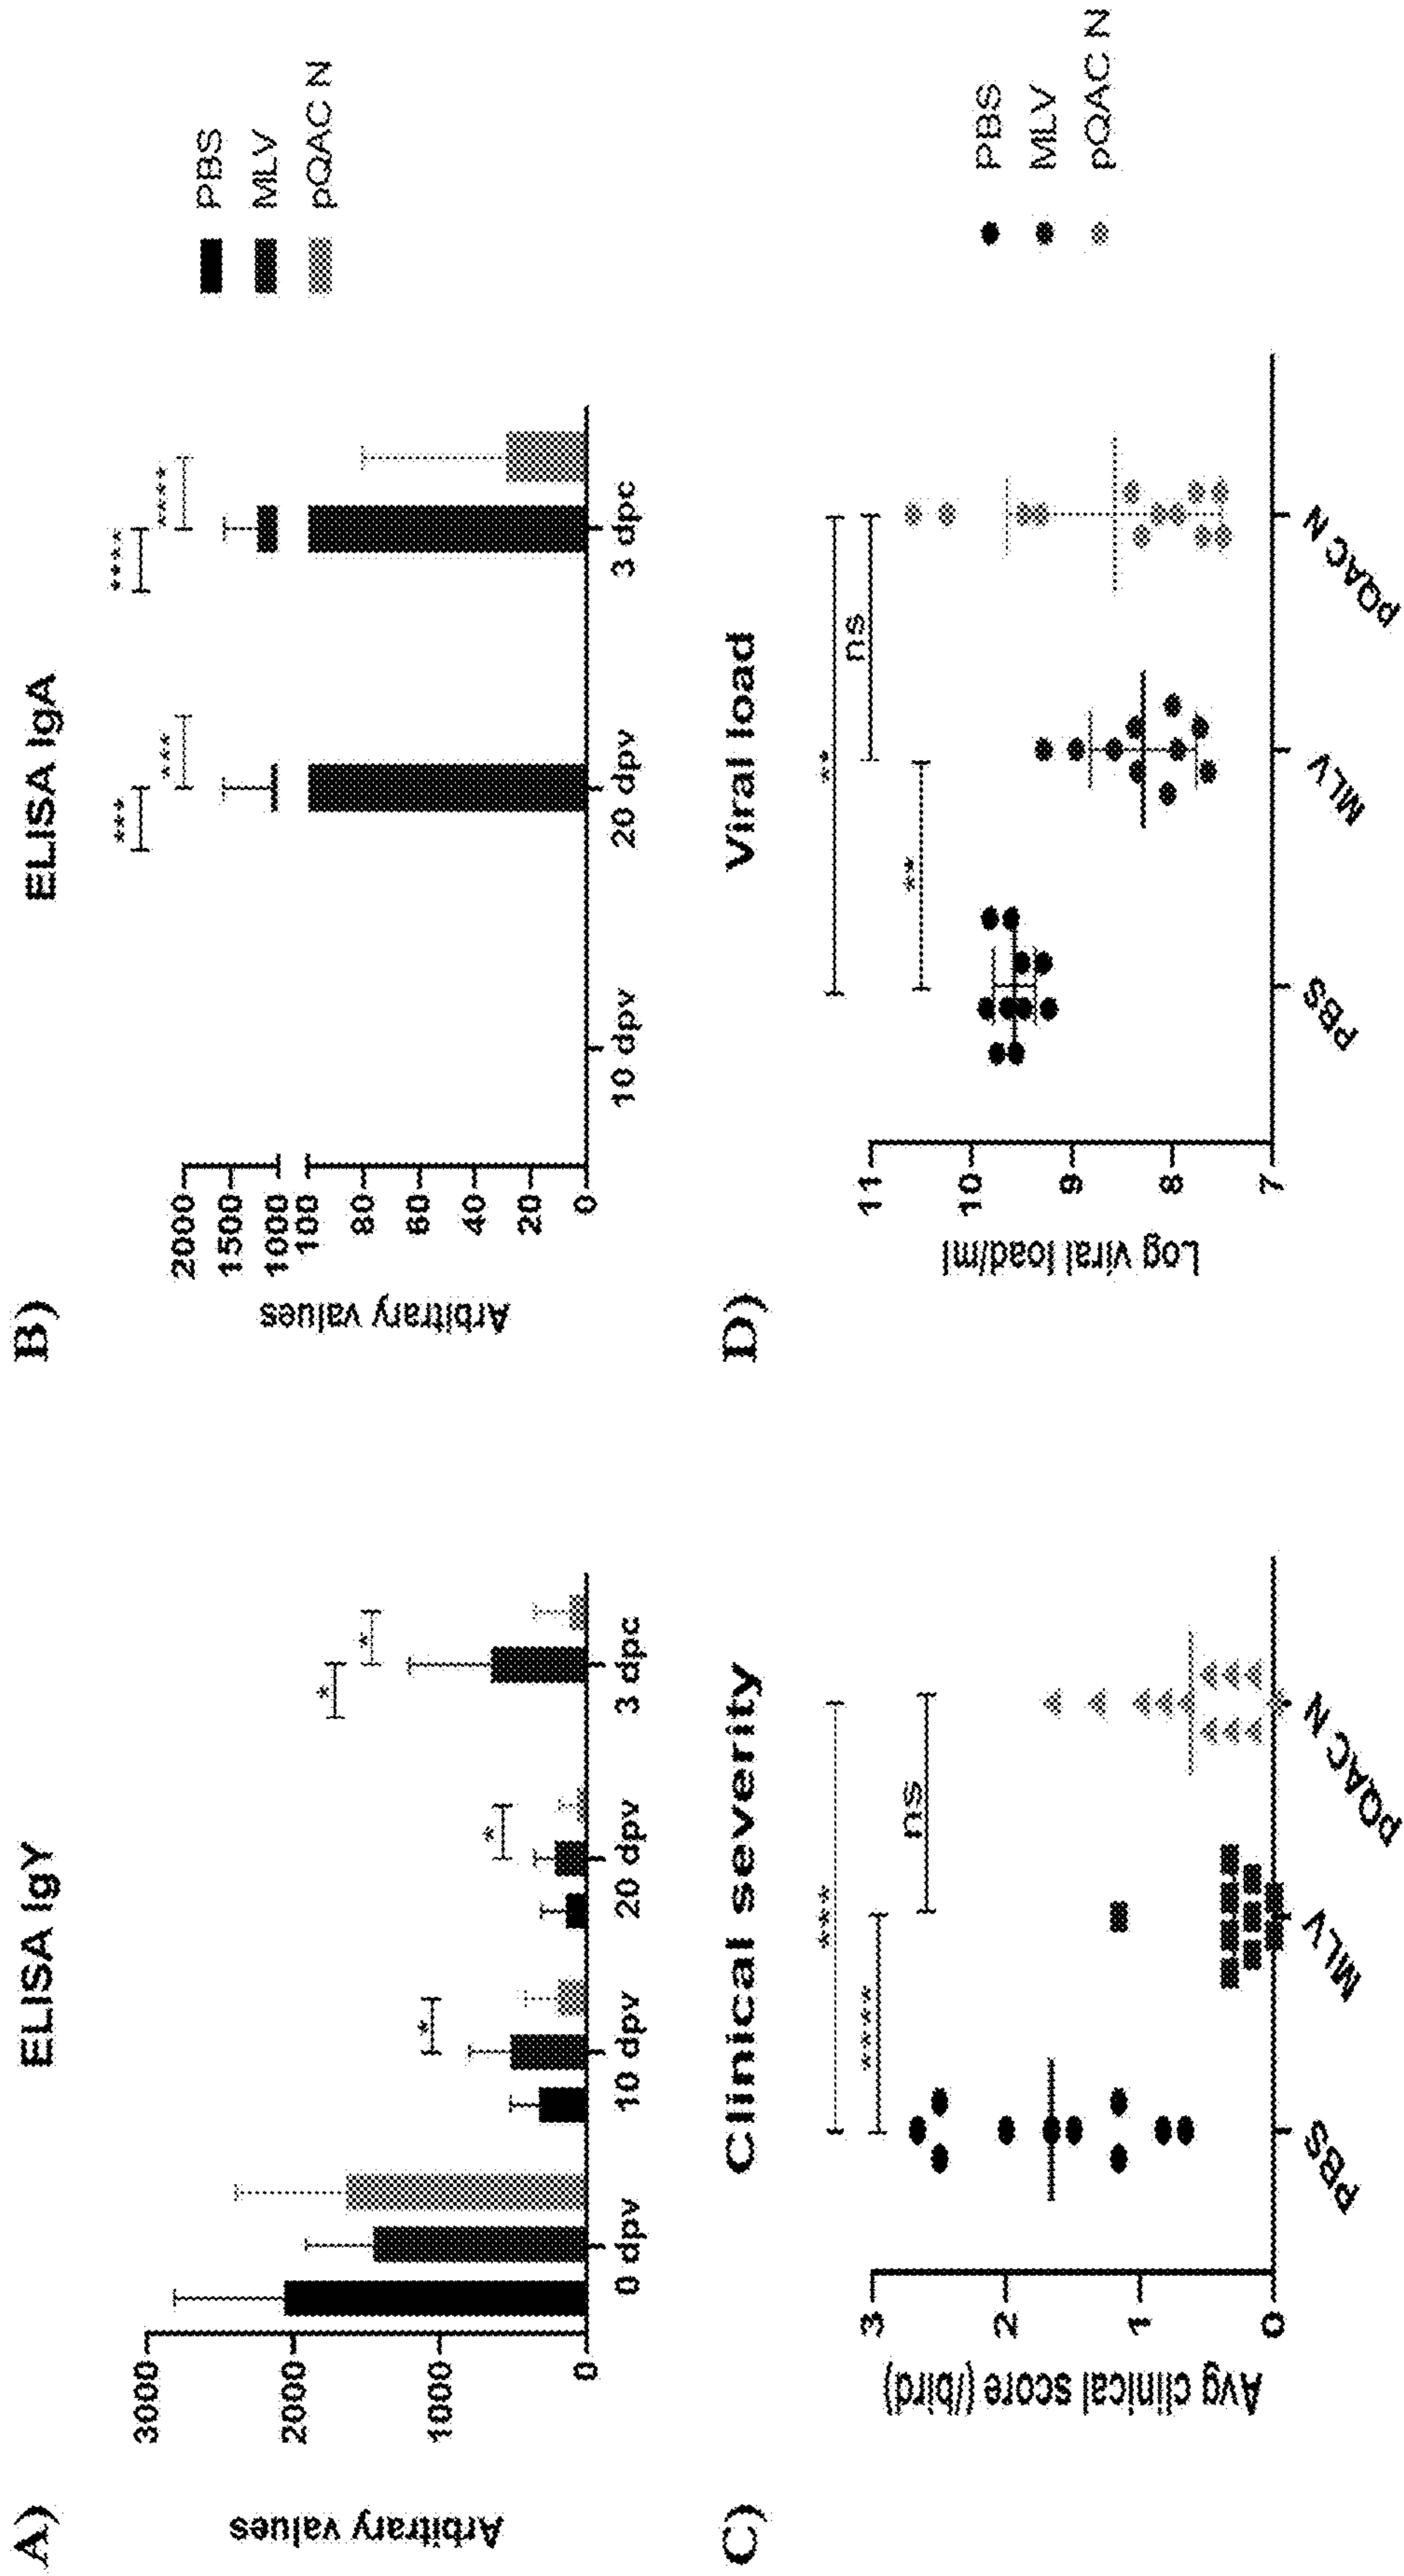 A)
ELISA IgY
Arbitrary values
3000
2000
1000
0
0 dpv
10 dpv
20 dpv
3 dpc
*
*
*
*
B)
ELISA IgA
Arbitrary values
2000
1500
1000
100
80
60
40
20
0
10 dpv
20 dpv
3 dpc
***
***
****
****
PBS
MLV
pQAC N
C)
Clinical severity
Avg clinical score (/bird)
3
2
1
0
PBS
MLV
pQAC N
***
****
ns
D)
Viral load
Log viral load/ml
11
10
9
8
7
PBS
MLV
pQAC N
**
ns
**
PBS
MLV
pQAC N